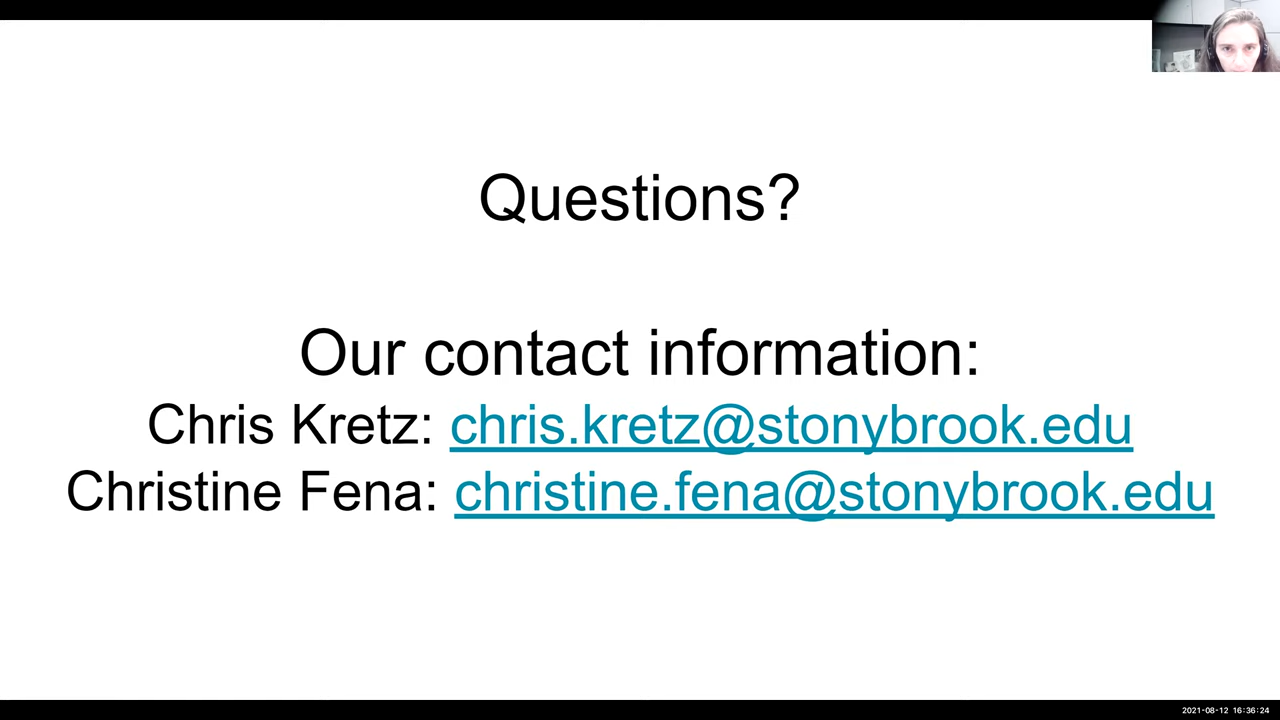 Questions?
Our contact information:
Chris Kretz: chris.kretz@stonybrook.edu
Christine Fena: christine.fena@stonybrook.edu
2021-08-12 16:36:24